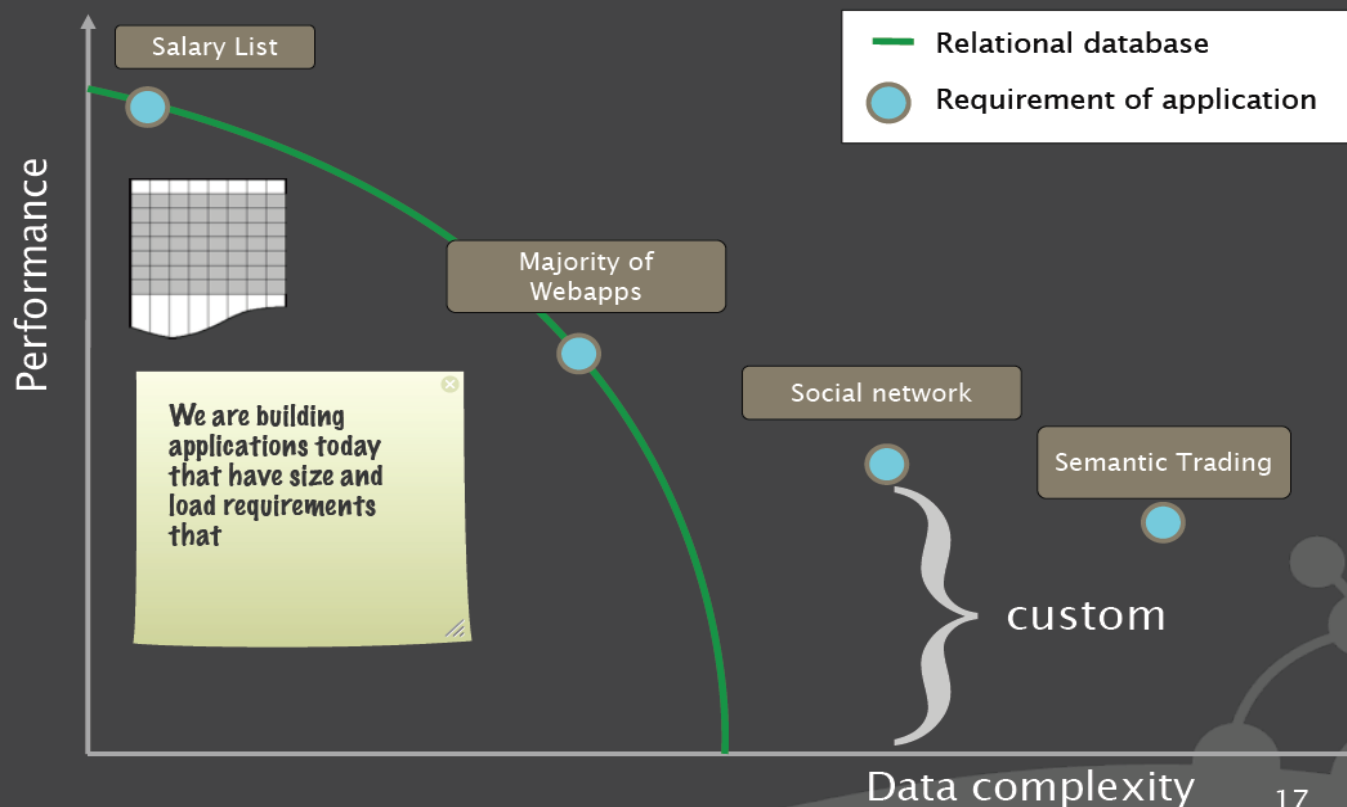 Salary List
Relational database
Requirement of application
Performance
Majority of
Webapps
We are building
applications today
that have size and
load requirements
that
Social network
Semantic Trading
custom
Data complexity
17